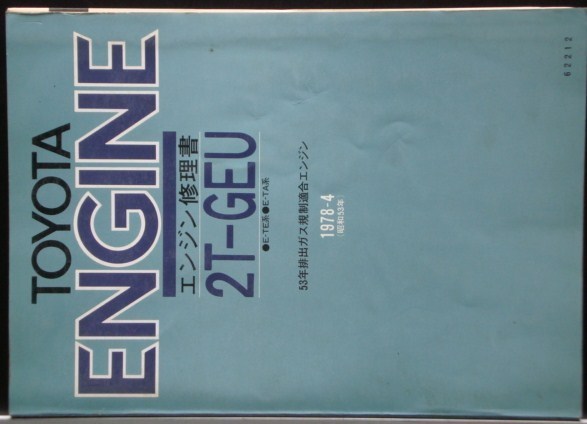 TOYOTA
ENGINE
エンジン修理書
2T-GEU
●E-TE系●E-TA系
53年排出ガス規制適合エンジン
1978-4
(昭和53年)
62212